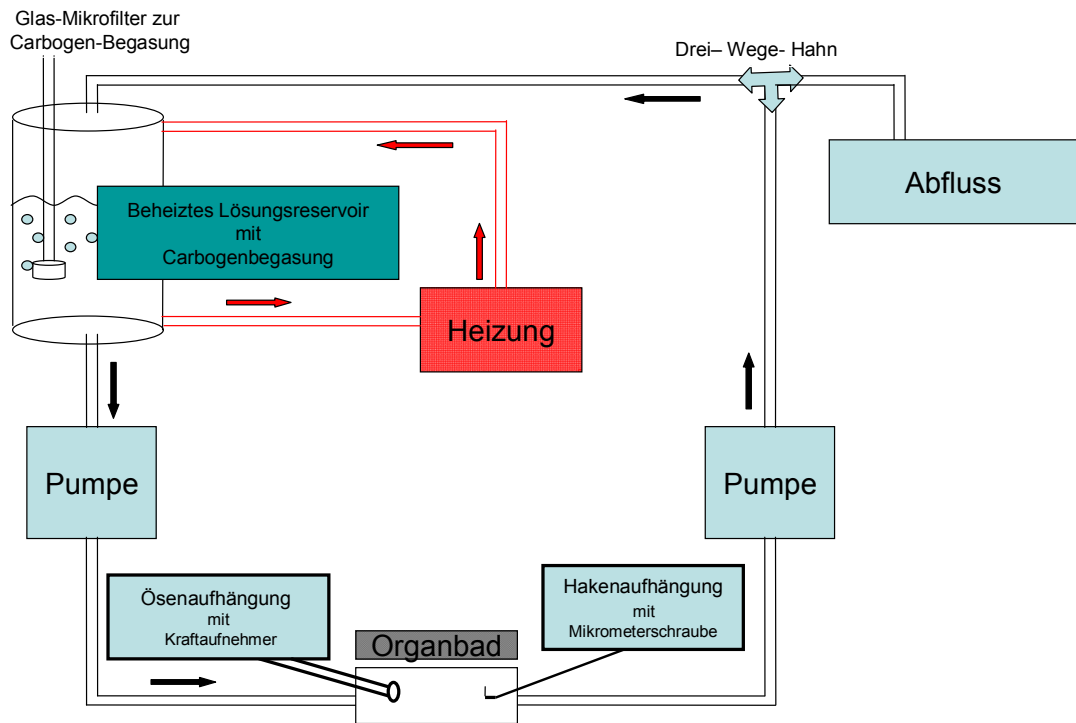 Glas-Mikrofilter zur
Carbogen-Begasung
Drei– Wege- Hahn
Abfluss
Beheiztes Lösungsreservoir
mit
Carbogenbegasung
Heizung
Pumpe
Pumpe
Ösenaufhängung
mit
Kraftaufnehmer
Hakenaufhängung
mit
Mikrometerschraube
Organbad